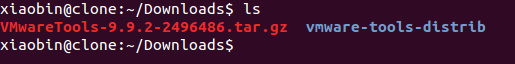 xiaobin@clone:~/Downloads$ ls
VMwareTools-9.9.2-2496486.tar.gz  vmware-tools-distrib
xiaobin@clone:~/Downloads$